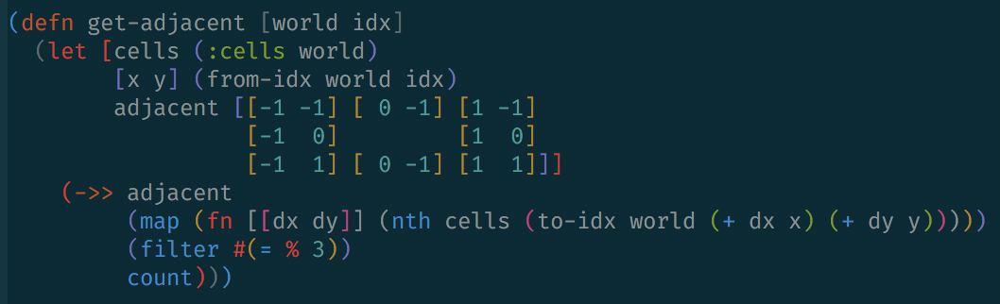 (defn get-adjacent [world idx]
  (let [cells (:cells world)
        [x y] (from-idx world idx)
        adjacent [[-1 -1] [ 0 -1] [1 -1]
                  [-1  0]         [1  0]
                  [-1  1] [ 0 -1] [1  1]]]
    (->> adjacent
         (map (fn [[dx dy]] (nth cells (to-idx world (+ dx x) (+ dy y)))))
         (filter #(= % 3))
         count)))